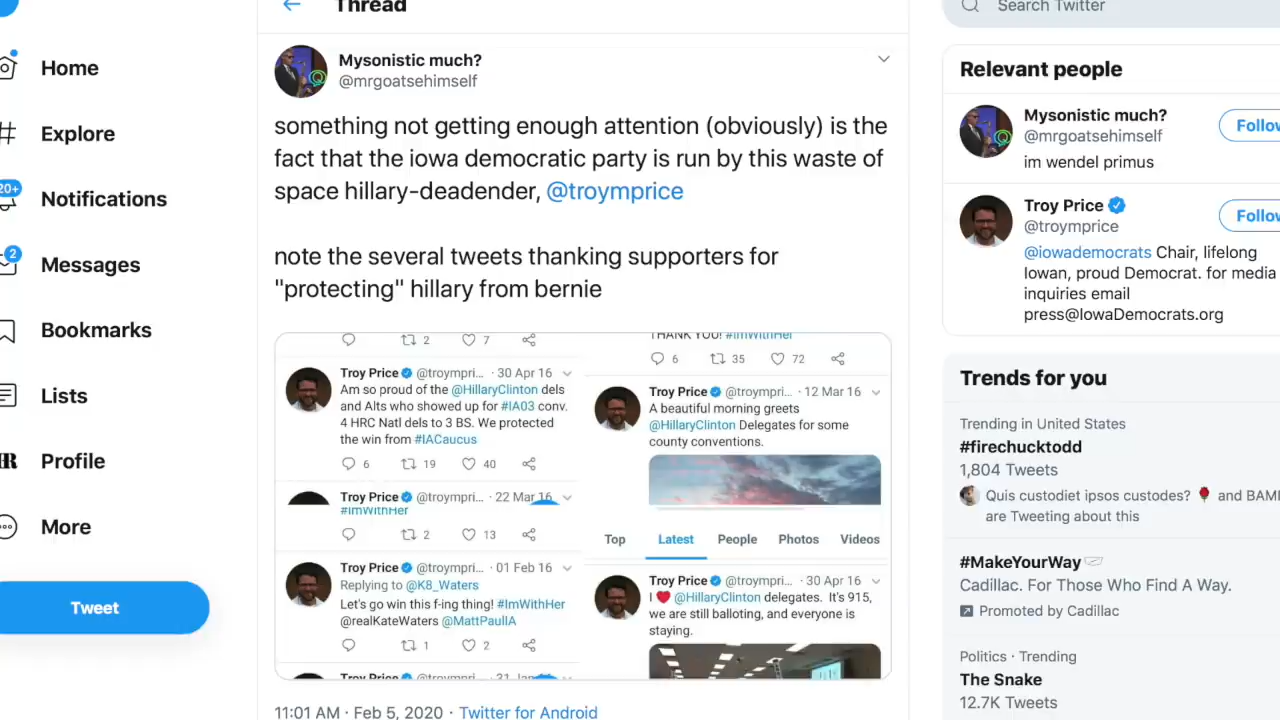 Thread
Search Twitter
Home
Explore
20+
Notifications
2
Messages
Bookmarks
Lists
Profile
More
Tweet
Mysonistic much?
@mrgoatsehimself
something not getting enough attention (obviously) is the
fact that the iowa democratic party is run by this waste of
space hillary-deadender, @troymprice
note the several tweets thanking supporters for
"protecting" hillary from bernie
2 7
Troy Price @troympri... · 30 Apr 16
Am so proud of the @HillaryClinton dels
and Alts who showed up for #IA03 conv.
4 HRC Natl dels to 3 BS. We protected
the win from #IACaucus
6 19 40
Troy Price @troympri... · 22 Mar 16
#ImWithHer
2 13
Troy Price @troympri... · 01 Feb 16
Replying to @K8_Waters
Let's go win this f-ing thing! #ImWithHer
@realKateWaters @MattPaulIA
1 2
Troy Price @troympri... · 31 Jan
THANK YOU! #ImWithHer
6 35 72
Troy Price @troympri... · 12 Mar 16
A beautiful morning greets
@HillaryClinton Delegates for some
county conventions.
Top Latest People Photos Videos
Troy Price @troympri... · 30 Apr 16
I ❤️ @HillaryClinton delegates. It's 915,
we are still balloting, and everyone is
staying.
11:01 AM · Feb 5, 2020 · Twitter for Android
Relevant people
Mysonistic much?
@mrgoatsehimself
Follow
im wendel primus
Troy Price
@troymprice
Follow
@iowademocrats Chair, lifelong
Iowan, proud Democrat. for media
inquiries email
press@IowaDemocrats.org
Trends for you
Trending in United States
#firechucktodd
1,804 Tweets
Quis custodiet ipsos custodes? 🌹 and BAMF
are Tweeting about this
#MakeYourWay
Cadillac. For Those Who Find A Way.
Promoted by Cadillac
Politics · Trending
The Snake
12.7K Tweets